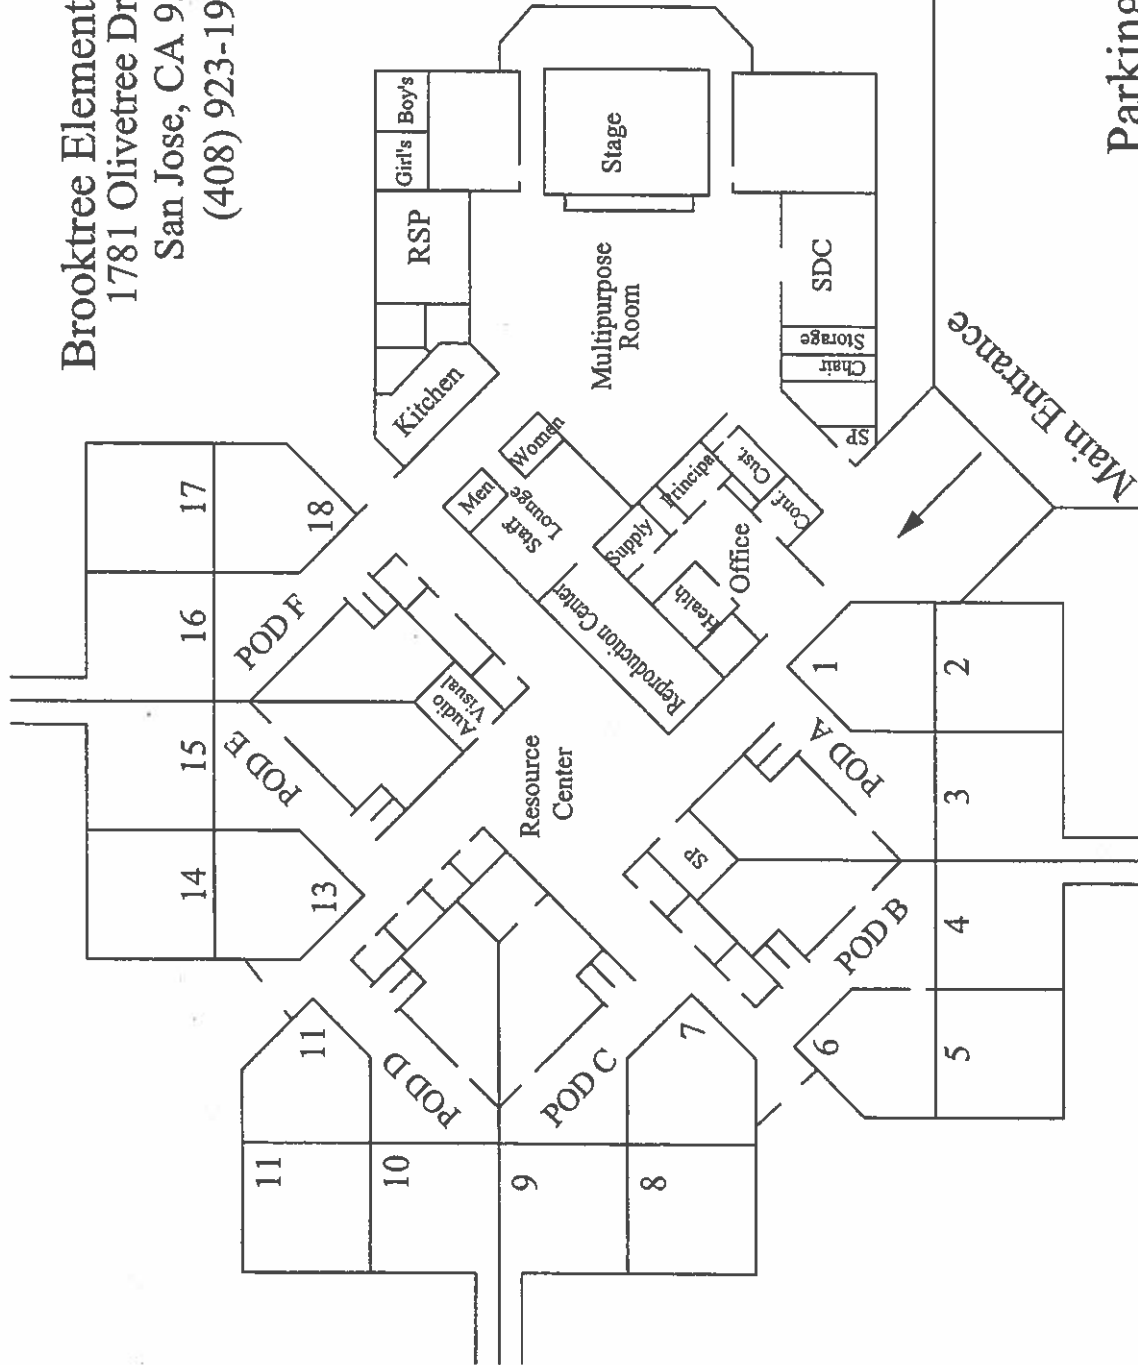 Brooktree Element
1781 Olivetree Dr
San Jose, CA 9
(408) 923-19
Boy's
Girl's
RSP
Kitchen
Stage
Multipurpose
Room
SDC
Storage
Chair
SP
Main Entrance
Parking
Women
Men
Staff
Lounge
Principal
Cust.
Conf.
Supply
Office
Health
Reproduction Center
Resource
Center
Audio
Visual
SP
POD F
18
17
16
POD E
15
14
13
POD D
11
11
10
POD C
9
8
7
POD B
6
5
4
POD A
3
2
1